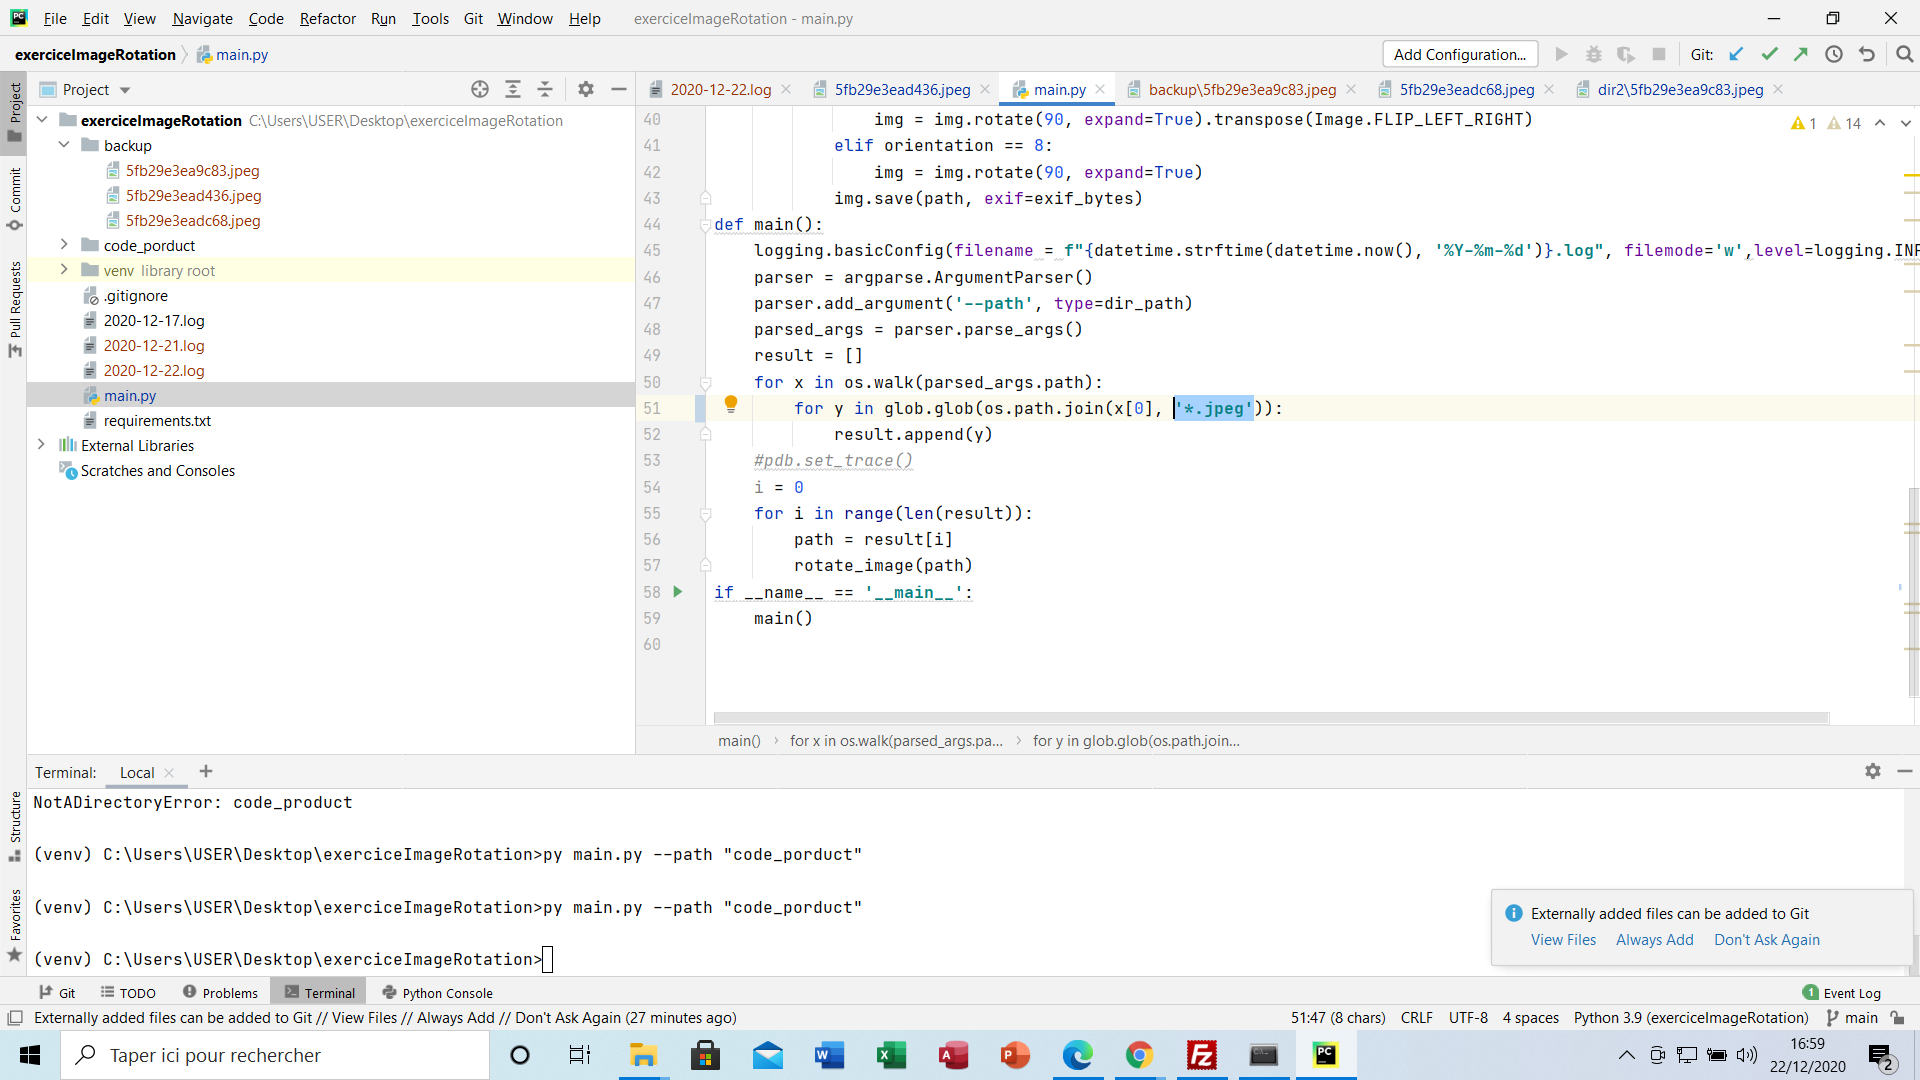 File Edit View Navigate Code Refactor Run Tools Git Window Help exerciceImageRotation - main.py
exerciceImageRotation main.py Add Configuration... Git:
Project
2020-12-22.log 5fb29e3ead436.jpeg main.py backup\5fb29e3ea9c83.jpeg 5fb29e3eadc68.jpeg dir2\5fb29e3ea9c83.jpeg
Project
Commit
Pull Requests
Structure
Favorites
exerciceImageRotation C:\Users\USER\Desktop\exerciceImageRotation
backup
5fb29e3ea9c83.jpeg
5fb29e3ead436.jpeg
5fb29e3eadc68.jpeg
code_porduct
venv library root
.gitignore
2020-12-17.log
2020-12-21.log
2020-12-22.log
main.py
requirements.txt
External Libraries
Scratches and Consoles
1 14
40 img = img.rotate(90, expand=True).transpose(Image.FLIP_LEFT_RIGHT)
41 elif orientation == 8:
42 img = img.rotate(90, expand=True)
43 img.save(path, exif=exif_bytes)
44 def main():
45 logging.basicConfig(filename = f"{datetime.strftime(datetime.now(), '%Y-%m-%d')}.log", filemode='w',level=logging.INF
46 parser = argparse.ArgumentParser()
47 parser.add_argument('--path', type=dir_path)
48 parsed_args = parser.parse_args()
49 result = []
50 for x in os.walk(parsed_args.path):
51 for y in glob.glob(os.path.join(x[0], '*.jpeg')):
52 result.append(y)
53 #pdb.set_trace()
54 i = 0
55 for i in range(len(result)):
56 path = result[i]
57 rotate_image(path)
58 if __name__ == '__main__':
59 main()
60
main() for x in os.walk(parsed_args.pa... for y in glob.glob(os.path.join...
Terminal: Local
NotADirectoryError: code_product
(venv) C:\Users\USER\Desktop\exerciceImageRotation>py main.py --path "code_porduct"
(venv) C:\Users\USER\Desktop\exerciceImageRotation>py main.py --path "code_porduct"
(venv) C:\Users\USER\Desktop\exerciceImageRotation>
Externally added files can be added to Git
View Files Always Add Don't Ask Again
Git TODO Problems Terminal Python Console 1 Event Log
Externally added files can be added to Git // View Files // Always Add // Don't Ask Again (27 minutes ago) 51:47 (8 chars) CRLF UTF-8 4 spaces Python 3.9 (exerciceImageRotation) main
Taper ici pour rechercher
16:59
22/12/2020
2